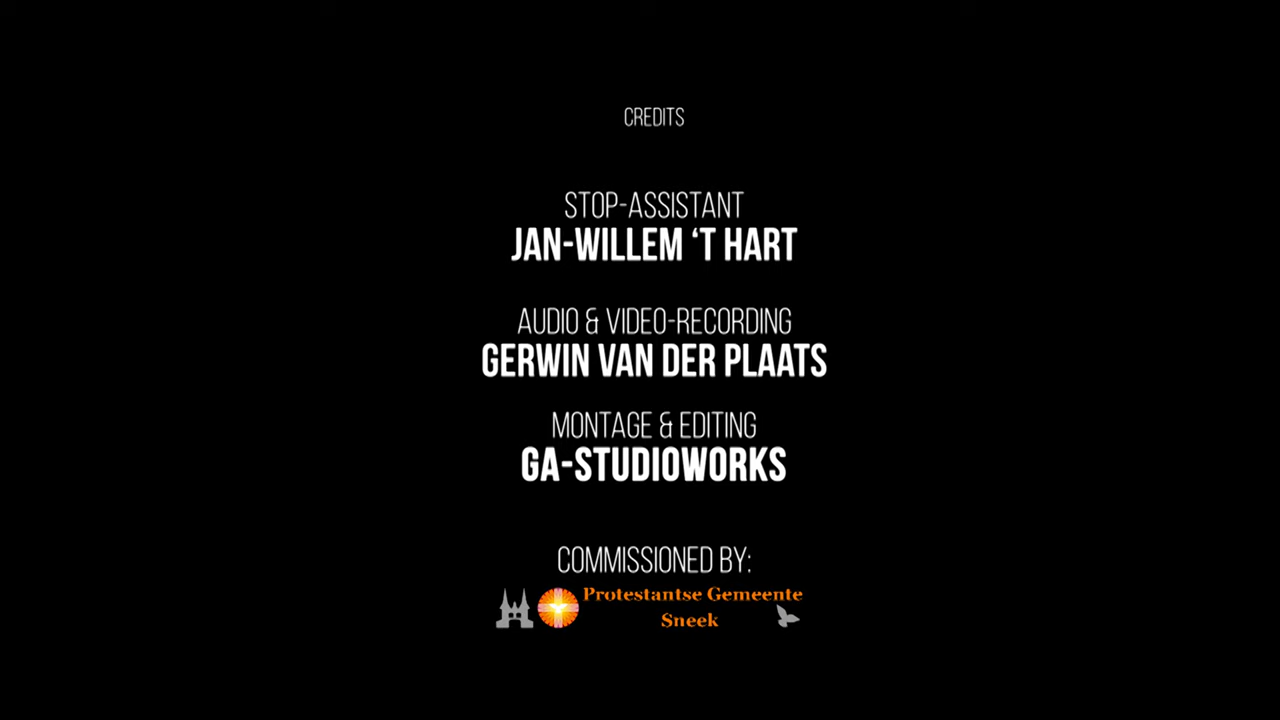 CREDITS
STOP-ASSISTANT
JAN-WILLEM ‘T HART
AUDIO & VIDEO-RECORDING
GERWIN VAN DER PLAATS
MONTAGE & EDITING
GA-STUDIOWORKS
COMMISSIONED BY:
Protestantse Gemeente
Sneek